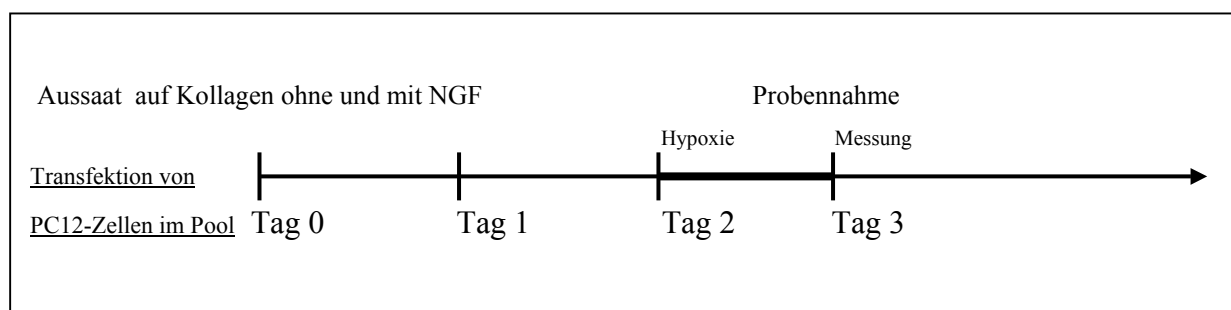 Aussaat auf Kollagen ohne und mit NGF Probennahme
Hypoxie Messung
Transfektion von
PC12-Zellen im Pool Tag 0 Tag 1 Tag 2 Tag 3